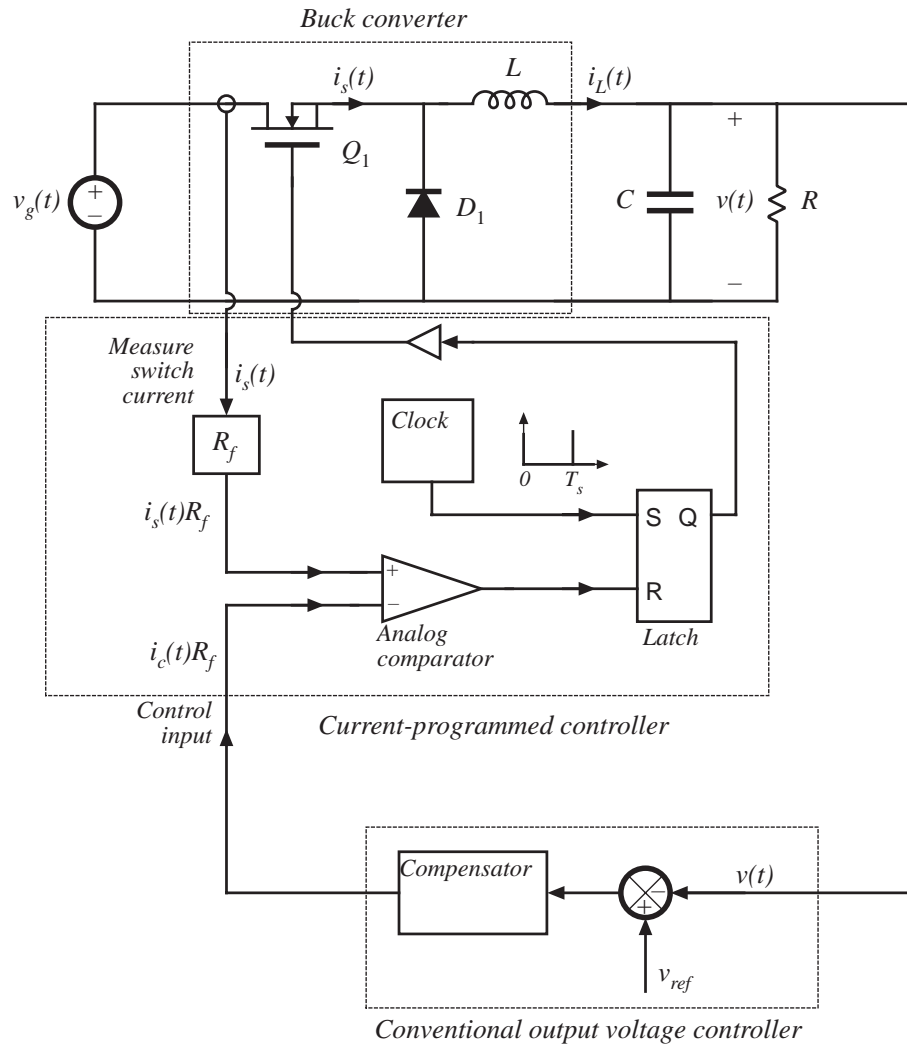 Buck converter
i_s(t)
L
i_L(t)
+
Q_1
v_g(t)
+
−
D_1
C
v(t)
R
−
Measure
switch
current
i_s(t)
Clock
R_f
0
T_s
i_s(t)R_f
S Q
+
−
R
Analog
comparator
Latch
i_c(t)R_f
Control
input
Current-programmed controller
Compensator
v(t)
−
+
v_ref
Conventional output voltage controller